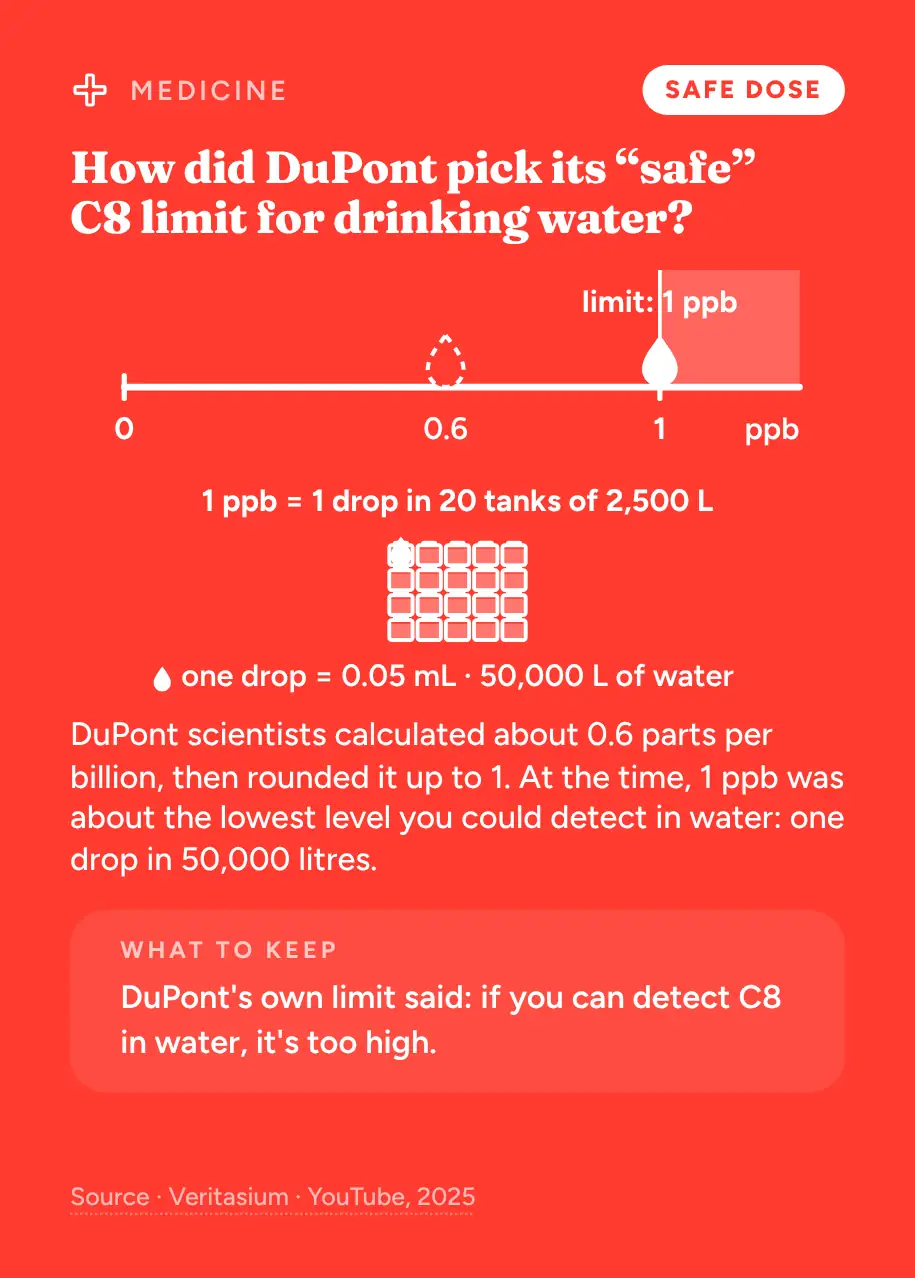 MEDICINE
SAFE DOSE
How did DuPont pick its “safe”
C8 limit for drinking water?
limit: 1 ppb
0
0.6
1
ppb
1 ppb = 1 drop in 20 tanks of 2,500 L
one drop = 0.05 mL · 50,000 L of water
DuPont scientists calculated about 0.6 parts per
billion, then rounded it up to 1. At the time, 1 ppb was
about the lowest level you could detect in water: one
drop in 50,000 litres.
WHAT TO KEEP
DuPont's own limit said: if you can detect C8
in water, it's too high.
Source · Veritasium · YouTube, 2025